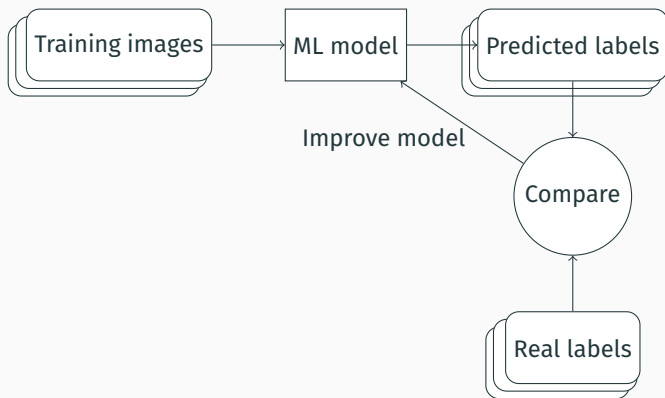 Training images
ML model
Predicted labels
Improve model
Compare
Real labels